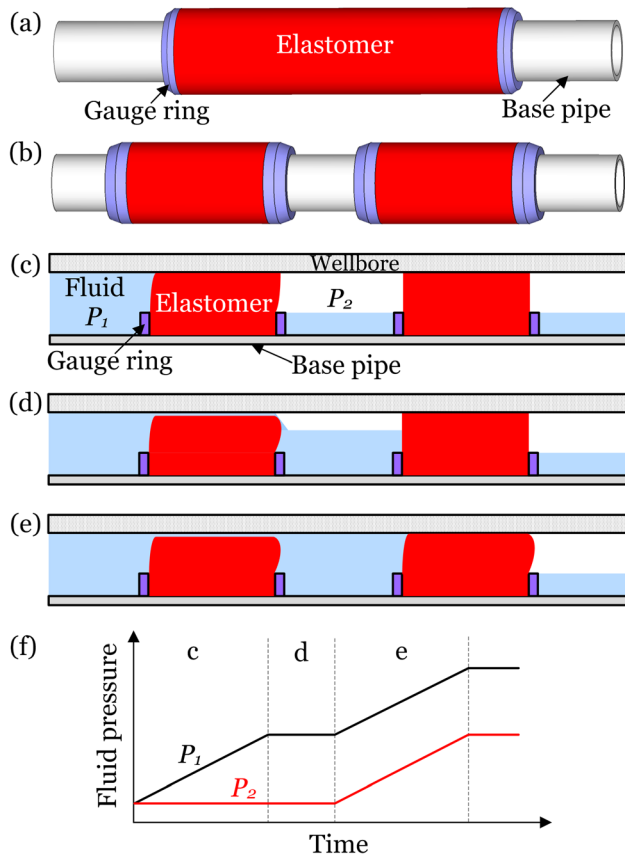 (a)
Elastomer
Gauge ring
Base pipe
(b)
(c)
Wellbore
Fluid
P₁
Elastomer
P₂
Gauge ring
Base pipe
(d)
(e)
(f)
c d e
Fluid pressure
P₁
P₂
Time